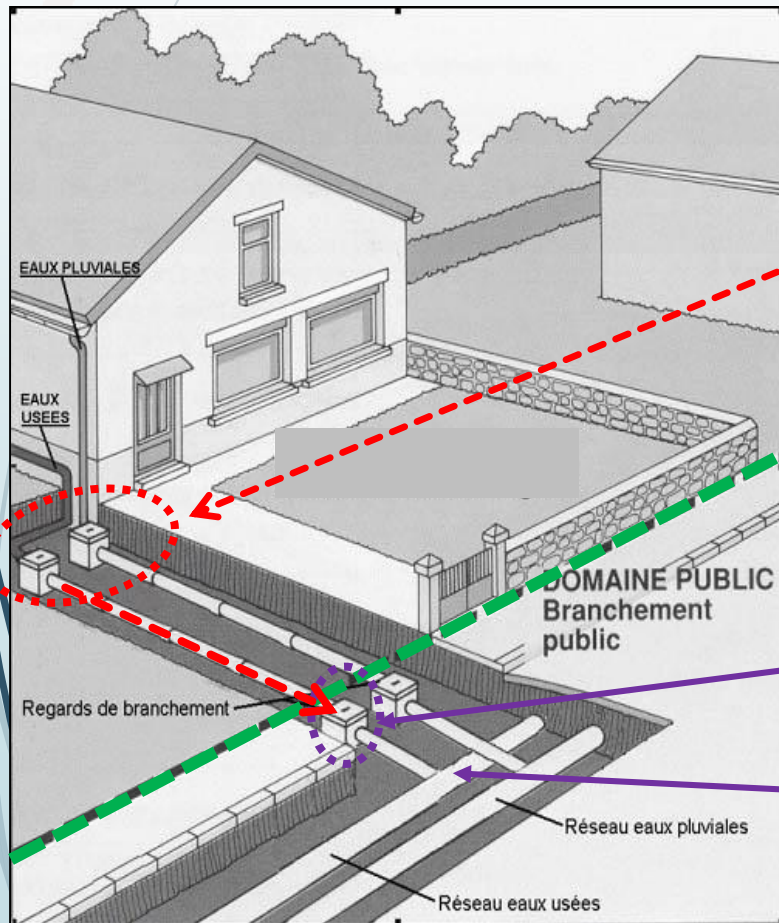 EAUX PLUVIALES
EAUX
USEES
DOMAINE PUBLIC
Branchement
public
Regards de branchement
Réseau eaux pluviales
Réseau eaux usées